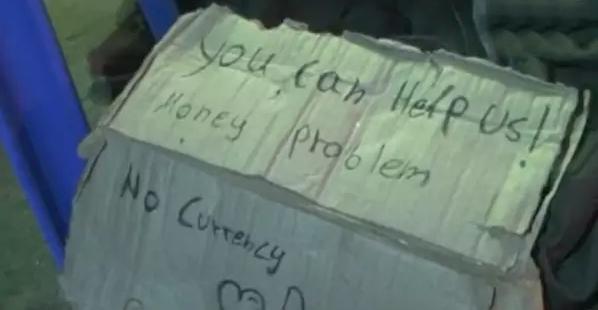 you can Help Us!
Money problem
No Currency